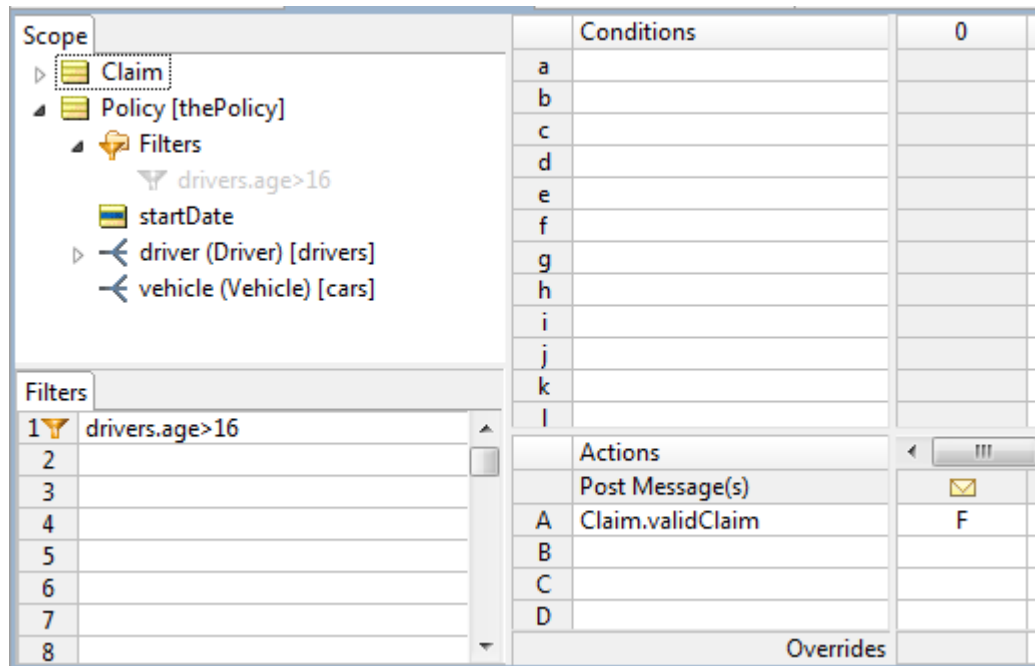 Scope
Claim
Policy [thePolicy]
Filters
drivers.age>16
startDate
driver (Driver) [drivers]
vehicle (Vehicle) [cars]
Filters
1 drivers.age>16
2
3
4
5
6
7
8
Conditions 0
a
b
c
d
e
f
g
h
i
j
k
l
Actions
Post Message(s)
A Claim.validClaim F
B
C
D
Overrides